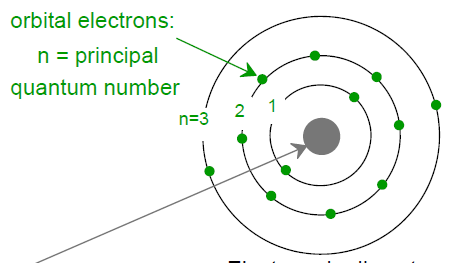 orbital electrons:
n = principal
quantum number
n=3 2 1